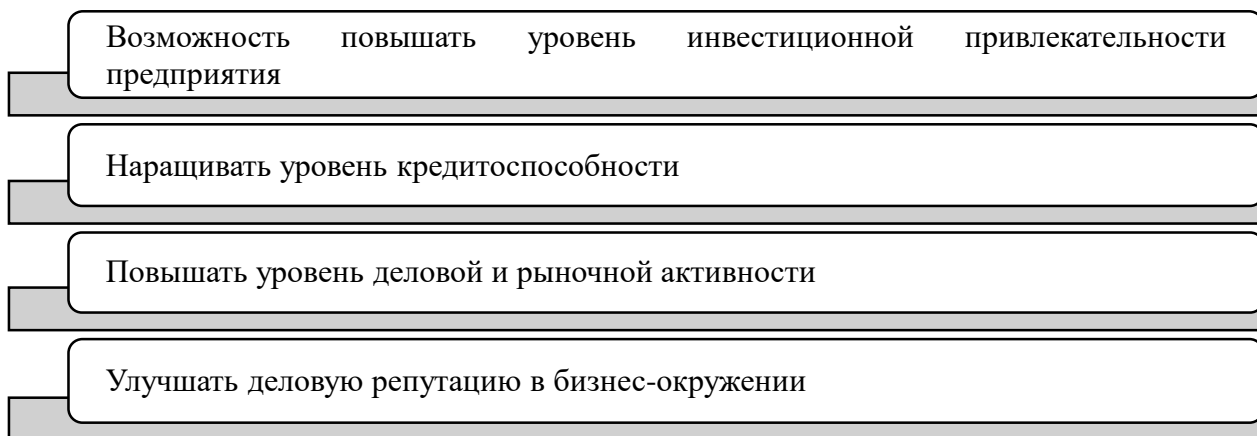 Возможность повышать уровень инвестиционной привлекательности
предприятия
Наращивать уровень кредитоспособности
Повышать уровень деловой и рыночной активности
Улучшать деловую репутацию в бизнес-окружении